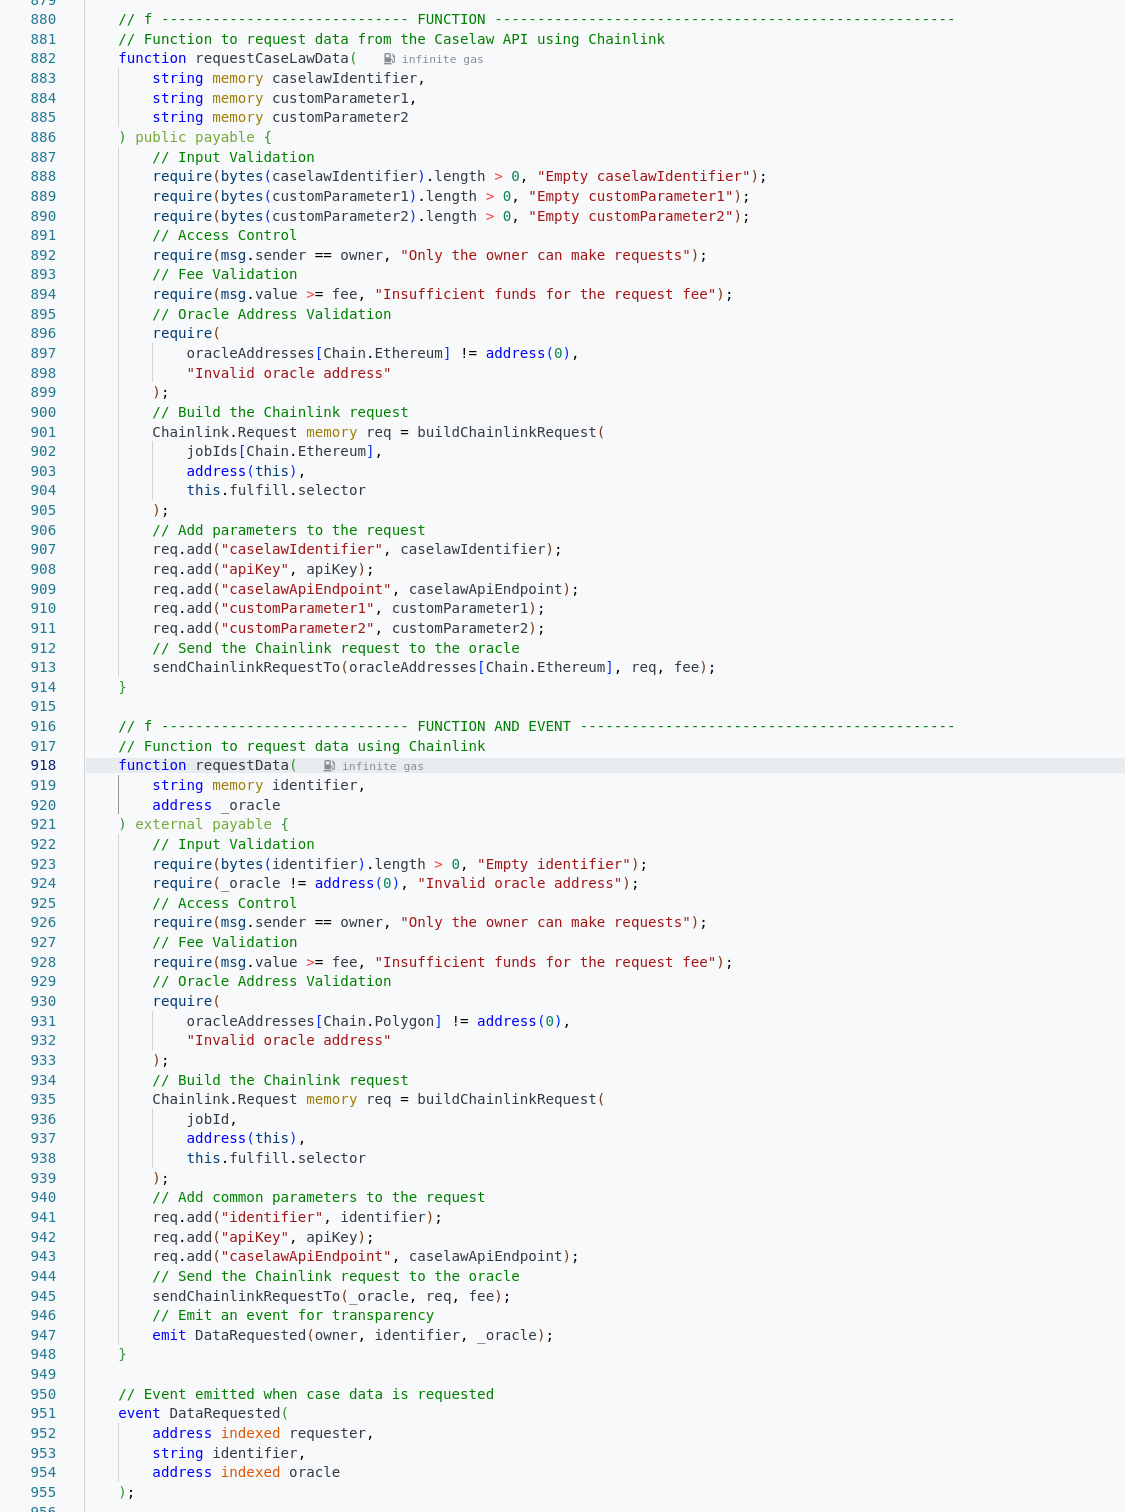 879
880 // f ----------------------------- FUNCTION ------------------------------------------------------
881 // Function to request data from the Caselaw API using Chainlink
882 function requestCaseLawData( infinite gas
883 string memory caselawIdentifier,
884 string memory customParameter1,
885 string memory customParameter2
886 ) public payable {
887 // Input Validation
888 require(bytes(caselawIdentifier).length > 0, "Empty caselawIdentifier");
889 require(bytes(customParameter1).length > 0, "Empty customParameter1");
890 require(bytes(customParameter2).length > 0, "Empty customParameter2");
891 // Access Control
892 require(msg.sender == owner, "Only the owner can make requests");
893 // Fee Validation
894 require(msg.value >= fee, "Insufficient funds for the request fee");
895 // Oracle Address Validation
896 require(
897 oracleAddresses[Chain.Ethereum] != address(0),
898 "Invalid oracle address"
899 );
900 // Build the Chainlink request
901 Chainlink.Request memory req = buildChainlinkRequest(
902 jobIds[Chain.Ethereum],
903 address(this),
904 this.fulfill.selector
905 );
906 // Add parameters to the request
907 req.add("caselawIdentifier", caselawIdentifier);
908 req.add("apiKey", apiKey);
909 req.add("caselawApiEndpoint", caselawApiEndpoint);
910 req.add("customParameter1", customParameter1);
911 req.add("customParameter2", customParameter2);
912 // Send the Chainlink request to the oracle
913 sendChainlinkRequestTo(oracleAddresses[Chain.Ethereum], req, fee);
914 }
915
916 // f ----------------------------- FUNCTION AND EVENT --------------------------------------------
917 // Function to request data using Chainlink
918 function requestData( infinite gas
919 string memory identifier,
920 address _oracle
921 ) external payable {
922 // Input Validation
923 require(bytes(identifier).length > 0, "Empty identifier");
924 require(_oracle != address(0), "Invalid oracle address");
925 // Access Control
926 require(msg.sender == owner, "Only the owner can make requests");
927 // Fee Validation
928 require(msg.value >= fee, "Insufficient funds for the request fee");
929 // Oracle Address Validation
930 require(
931 oracleAddresses[Chain.Polygon] != address(0),
932 "Invalid oracle address"
933 );
934 // Build the Chainlink request
935 Chainlink.Request memory req = buildChainlinkRequest(
936 jobId,
937 address(this),
938 this.fulfill.selector
939 );
940 // Add common parameters to the request
941 req.add("identifier", identifier);
942 req.add("apiKey", apiKey);
943 req.add("caselawApiEndpoint", caselawApiEndpoint);
944 // Send the Chainlink request to the oracle
945 sendChainlinkRequestTo(_oracle, req, fee);
946 // Emit an event for transparency
947 emit DataRequested(owner, identifier, _oracle);
948 }
949
950 // Event emitted when case data is requested
951 event DataRequested(
952 address indexed requester,
953 string identifier,
954 address indexed oracle
955 );
956